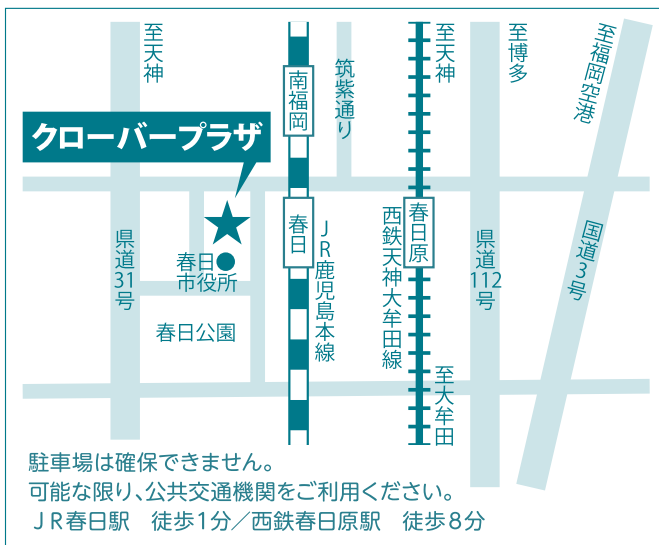 至天神
南福岡
筑紫通り
至天神
至博多
至福岡空港
クローバープラザ
県道31号
春日
市役所
春日公園
春日
JR鹿児島本線
西鉄天神大牟田線
春日原
県道112号
国道3号
至大牟田
駐車場は確保できません。
可能な限り、公共交通機関をご利用ください。
JR春日駅　徒歩1分／西鉄春日原駅　徒歩8分